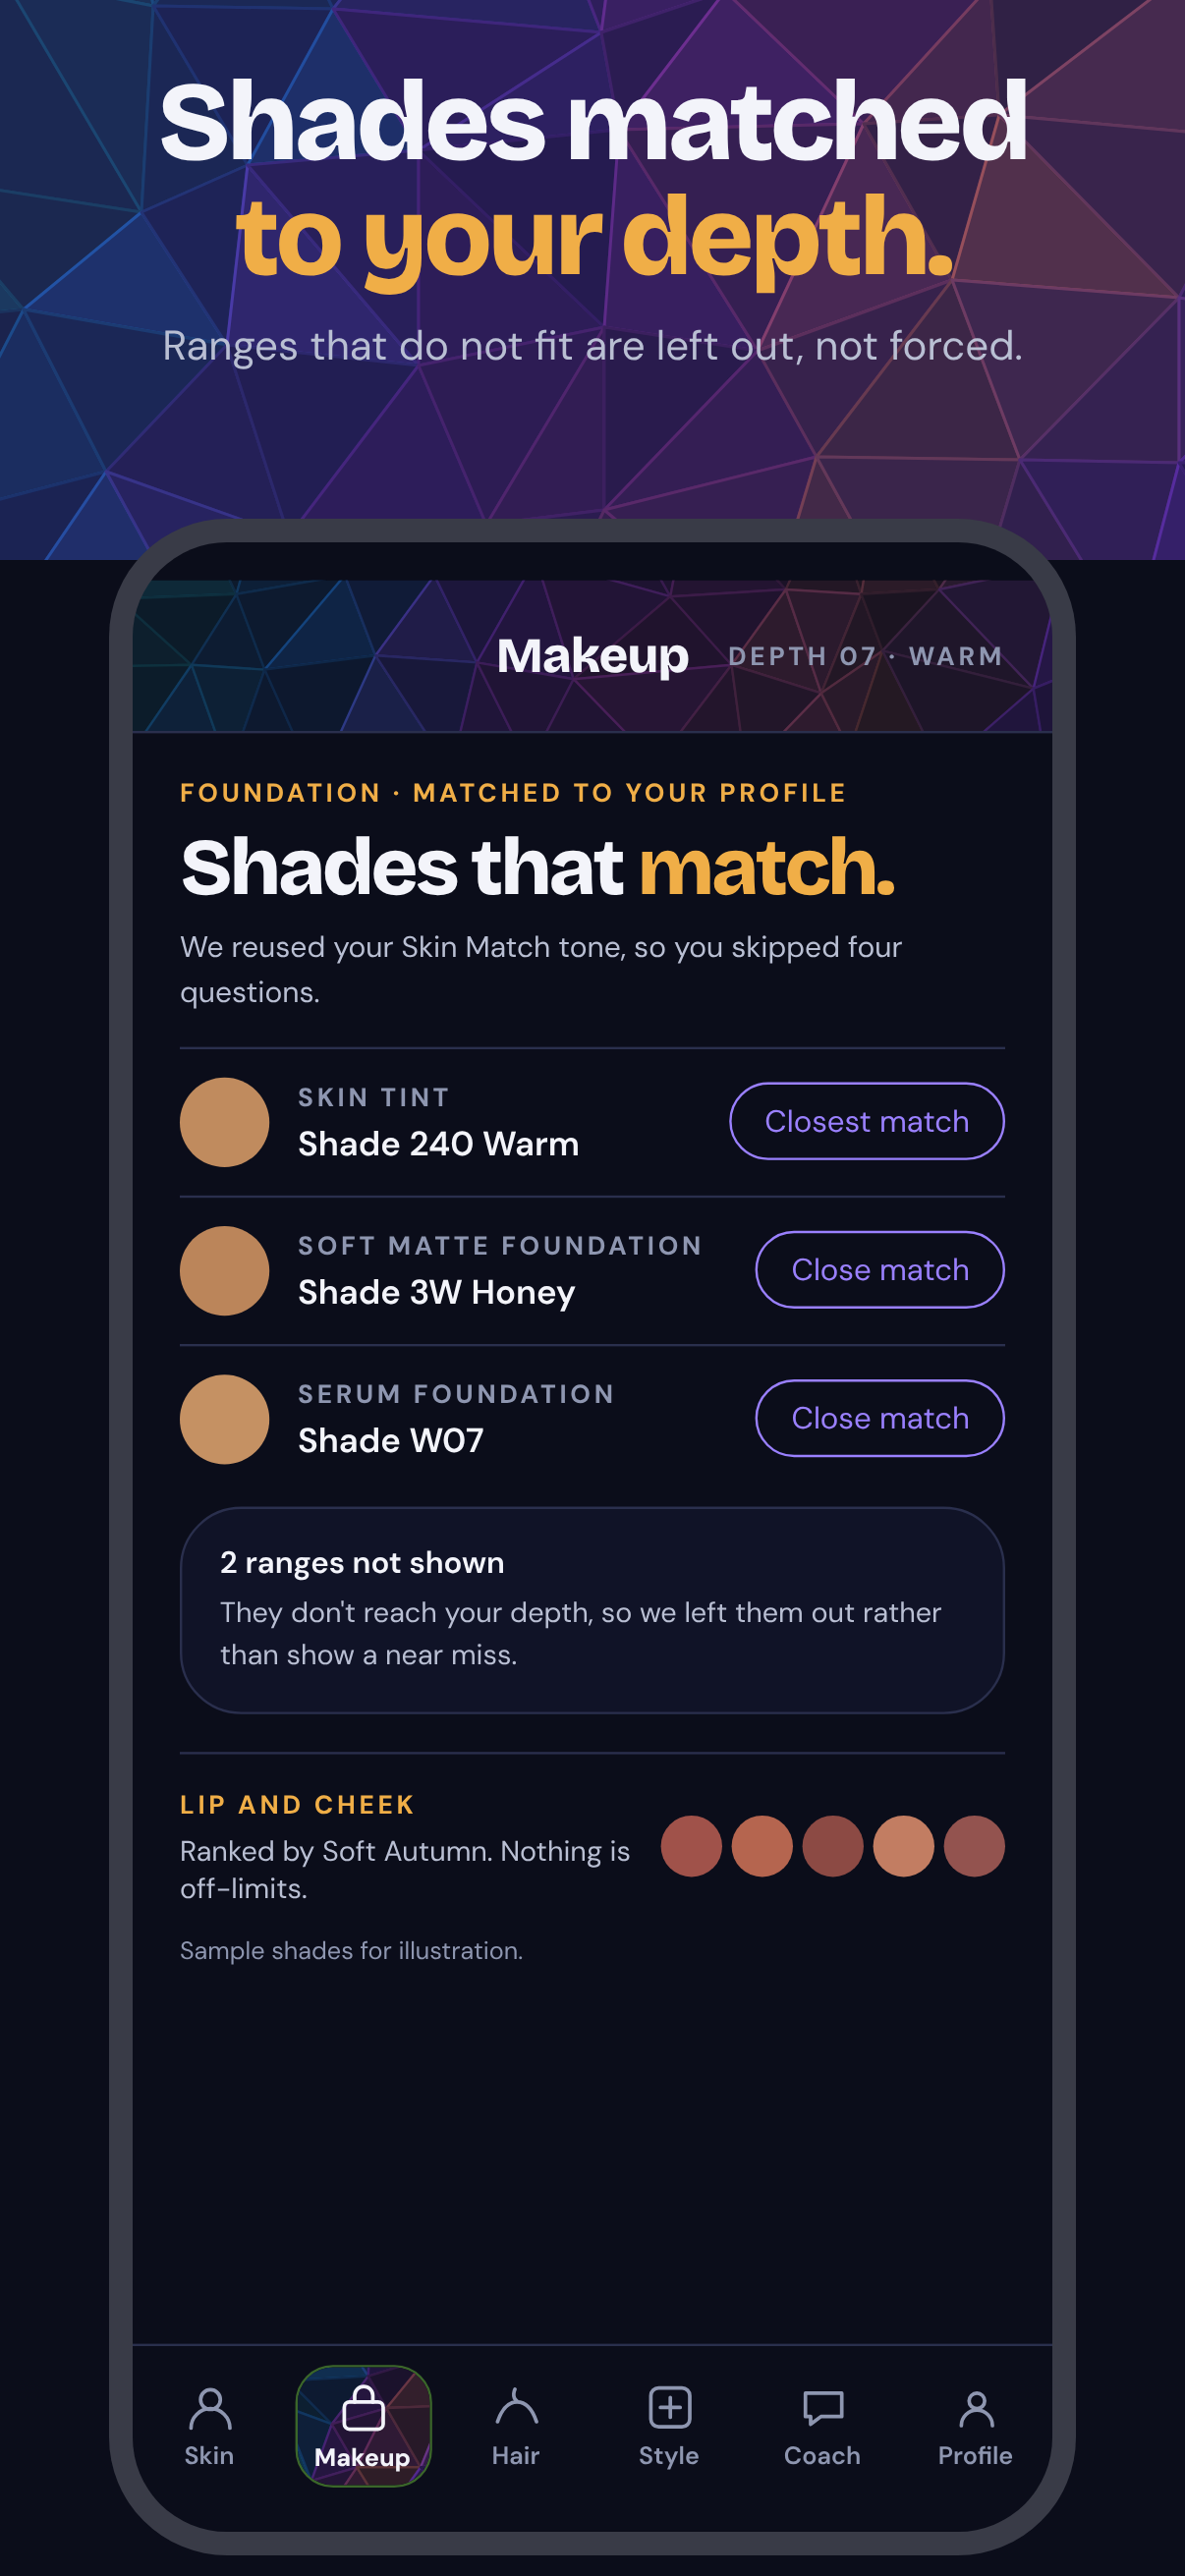 Shades matched
to your depth.
Ranges that do not fit are left out, not forced.
Makeup
DEPTH 07 · WARM
FOUNDATION · MATCHED TO YOUR PROFILE
Shades that match.
We reused your Skin Match tone, so you skipped four
questions.
SKIN TINT
Shade 240 Warm
Closest match
SOFT MATTE FOUNDATION
Shade 3W Honey
Close match
SERUM FOUNDATION
Shade W07
Close match
2 ranges not shown
They don't reach your depth, so we left them out rather
than show a near miss.
LIP AND CHEEK
Ranked by Soft Autumn. Nothing is
off-limits.
Sample shades for illustration.
Skin
Makeup
Hair
Style
Coach
Profile